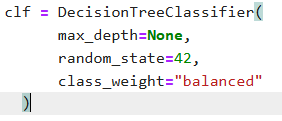 clf = DecisionTreeClassifier(
max_depth=None,
random_state=42,
class_weight="balanced"
)